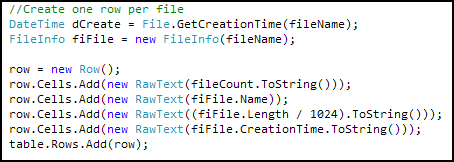 //Create one row per file
DateTime dCreate = File.GetCreationTime(fileName);
FileInfo fiFile = new FileInfo(fileName);
row = new Row();
row.Cells.Add(new RawText(fileCount.ToString()));
row.Cells.Add(new RawText(fiFile.Name));
row.Cells.Add(new RawText((fiFile.Length / 1024).ToString()));
row.Cells.Add(new RawText(fiFile.CreationTime.ToString()));
table.Rows.Add(row);